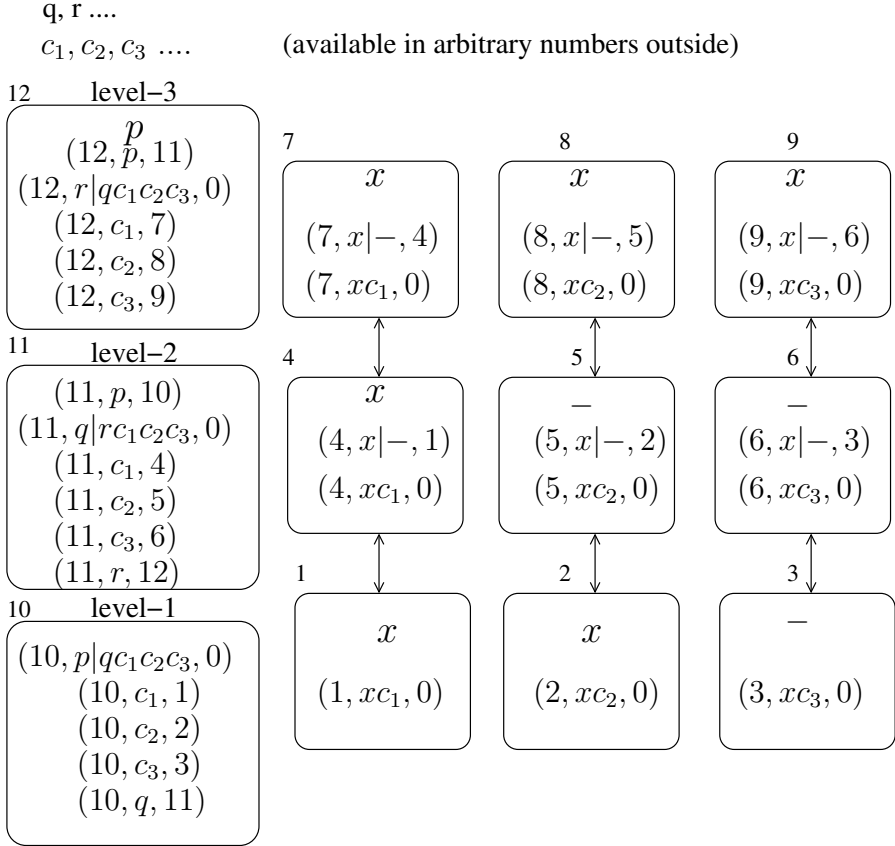 q, r ....
c₁, c₂, c₃ .... (available in arbitrary numbers outside)
12 level−3
p
(12, p, 11)
(12, r|qc₁c₂c₃, 0)
(12, c₁, 7)
(12, c₂, 8)
(12, c₃, 9)
11 level−2
(11, p, 10)
(11, q|rc₁c₂c₃, 0)
(11, c₁, 4)
(11, c₂, 5)
(11, c₃, 6)
(11, r, 12)
10 level−1
(10, p|qc₁c₂c₃, 0)
(10, c₁, 1)
(10, c₂, 2)
(10, c₃, 3)
(10, q, 11)
7
x
(7, x|−, 4)
(7, xc₁, 0)
8
x
(8, x|−, 5)
(8, xc₂, 0)
9
x
(9, x|−, 6)
(9, xc₃, 0)
4
x
(4, x|−, 1)
(4, xc₁, 0)
5
−
(5, x|−, 2)
(5, xc₂, 0)
6
−
(6, x|−, 3)
(6, xc₃, 0)
1
x
(1, xc₁, 0)
2
x
(2, xc₂, 0)
3
−
(3, xc₃, 0)